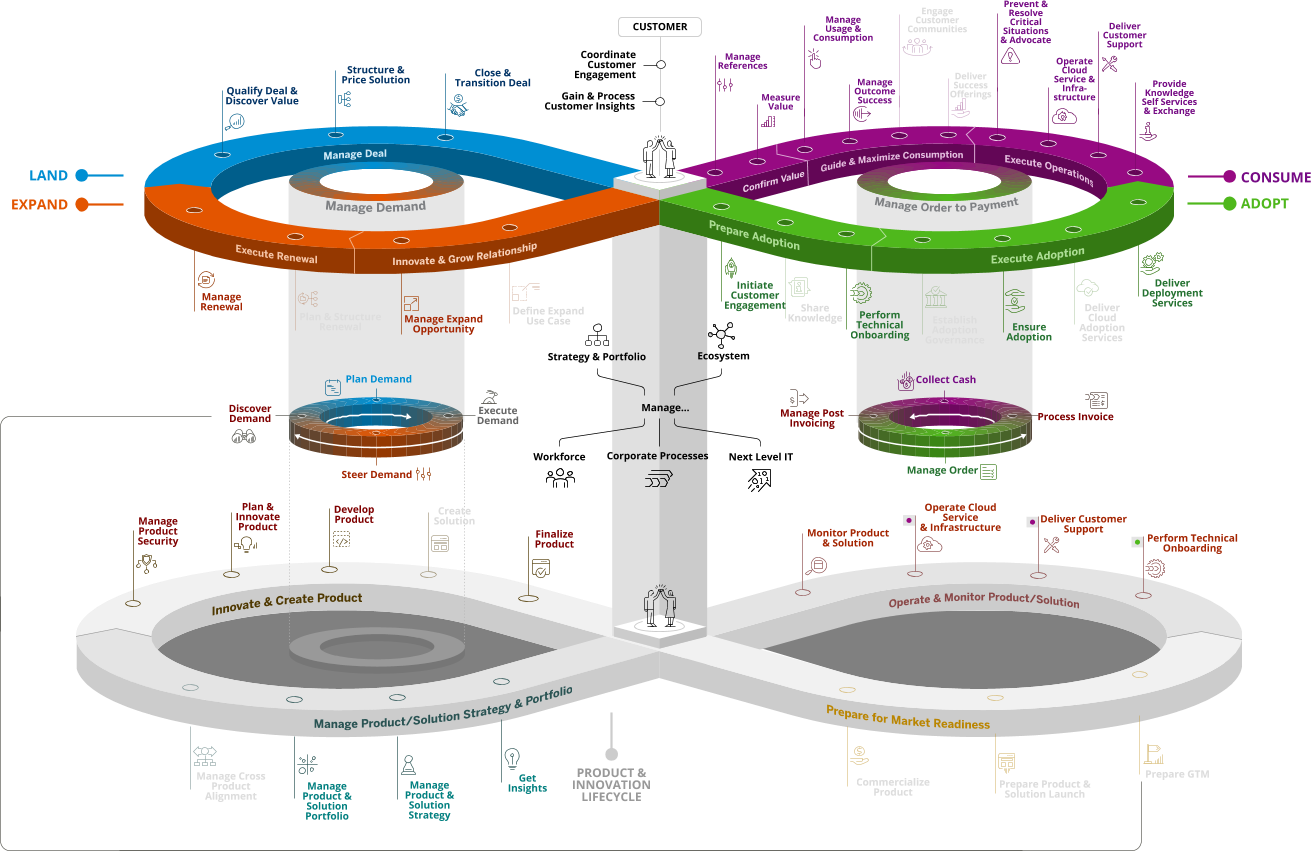 CUSTOMER
Coordinate
Customer
Engagement
Gain & Process
Customer Insights
Qualify Deal &
Discover Value
Structure &
Price Solution
Close &
Transition Deal
Manage
References
Measure
Value
Manage
Usage &
Consumption
Manage
Outcome
Success
Engage
Customer
Communities
Deliver
Success
Offerings
Prevent &
Resolve
Critical
Situations
& Advocate
Operate
Cloud
Service &
Infra-
structure
Deliver
Customer
Support
Provide
Knowledge
Self Services
& Exchange
LAND
EXPAND
CONSUME
ADOPT
Manage Deal
Manage Demand
Execute Renewal
Innovate & Grow Relationship
Confirm Value
Guide & Maximize Consumption
Execute Operations
Manage Order to Payment
Prepare Adoption
Execute Adoption
Manage
Renewal
Plan & Structure
Renewal
Manage Expand
Opportunity
Define Expand
Use Case
Initiate
Customer
Engagement
Share
Knowledge
Perform
Technical
Onboarding
Establish
Adoption
Governance
Ensure
Adoption
Deliver
Cloud
Adoption
Services
Deliver
Deployment
Services
Strategy & Portfolio
Ecosystem
Manage...
Workforce
Corporate Processes
Next Level IT
Plan Demand
Discover
Demand
Execute
Demand
Steer Demand
Collect Cash
Manage Post
Invoicing
Process Invoice
Manage Order
Manage
Product
Security
Plan &
Innovate
Product
Develop
Product
Create
Solution
Finalize
Product
Monitor Product
& Solution
Operate Cloud
Service
& Infrastructure
Deliver Customer
Support
Perform Technical
Onboarding
Innovate & Create Product
Operate & Monitor Product/Solution
Manage Product/Solution Strategy & Portfolio
Prepare for Market Readiness
Manage Cross
Product
Alignment
Manage
Product &
Solution
Portfolio
Manage
Product &
Solution
Strategy
Get
Insights
PRODUCT &
INNOVATION
LIFECYCLE
Commercialize
Product
Prepare Product &
Solution Launch
Prepare GTM